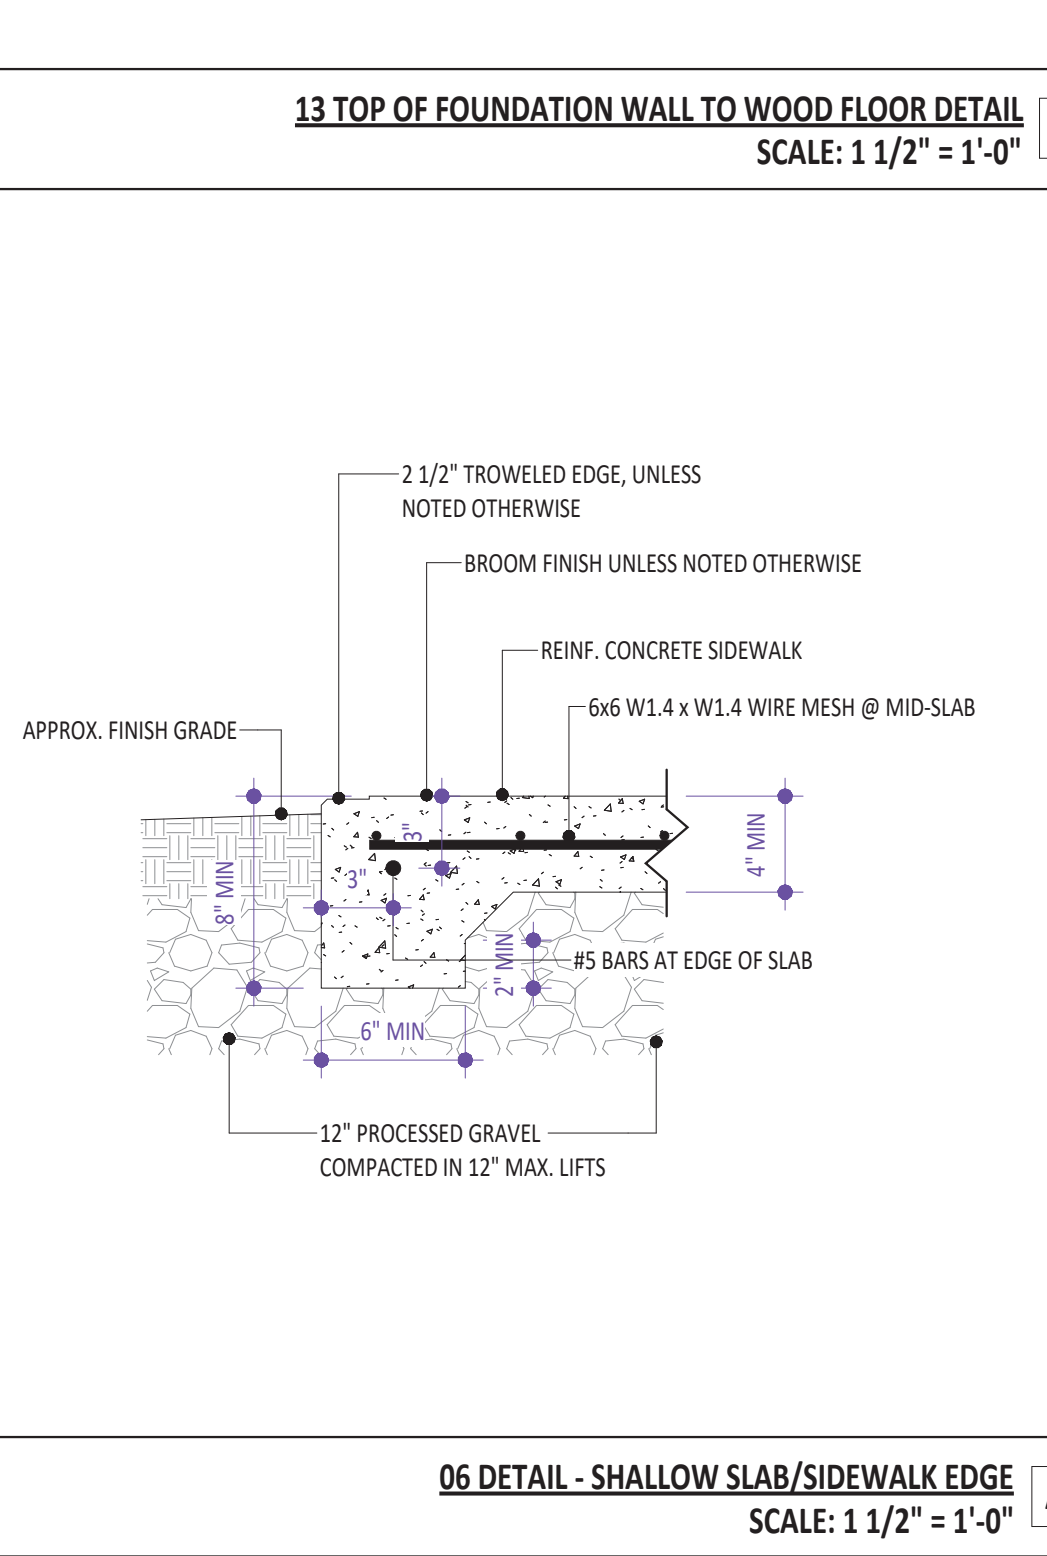 13 TOP OF FOUNDATION WALL TO WOOD FLOOR DETAIL
SCALE: 1 1/2" = 1'-0"
2 1/2" TROWELED EDGE, UNLESS
NOTED OTHERWISE
BROOM FINISH UNLESS NOTED OTHERWISE
REINF. CONCRETE SIDEWALK
6x6 W1.4 x W1.4 WIRE MESH @ MID-SLAB
APPROX. FINISH GRADE
3"
4" MIN
3"
8" MIN
2" MIN
#5 BARS AT EDGE OF SLAB
6" MIN
12" PROCESSED GRAVEL
COMPACTED IN 12" MAX. LIFTS
06 DETAIL - SHALLOW SLAB/SIDEWALK EDGE
SCALE: 1 1/2" = 1'-0"